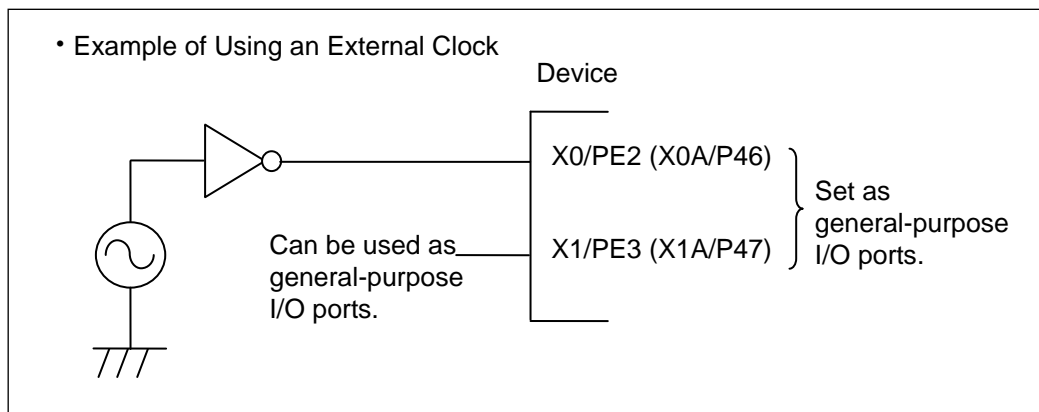 • Example of Using an External Clock
Device
X0/PE2 (X0A/P46)
Set as
general-purpose
I/O ports.
Can be used as
general-purpose
I/O ports.
X1/PE3 (X1A/P47)